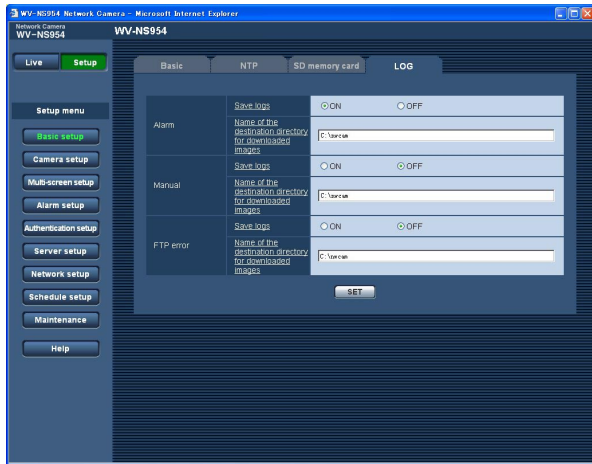 WV-NS954 Network Camera - Microsoft Internet Explorer
Network Camera
WV-NS954
WV-NS954
Live
Setup
Basic
NTP
SD memory card
LOG
Setup menu
Basic setup
Camera setup
Multi-screen setup
Alarm setup
Authentication setup
Server setup
Network setup
Schedule setup
Maintenance
Help
Alarm
Save logs
ON
OFF
Name of the
destination directory
for downloaded
images
Manual
Save logs
ON
OFF
Name of the
destination directory
for downloaded
images
FTP error
Save logs
ON
OFF
Name of the
destination directory
for downloaded
images
SET